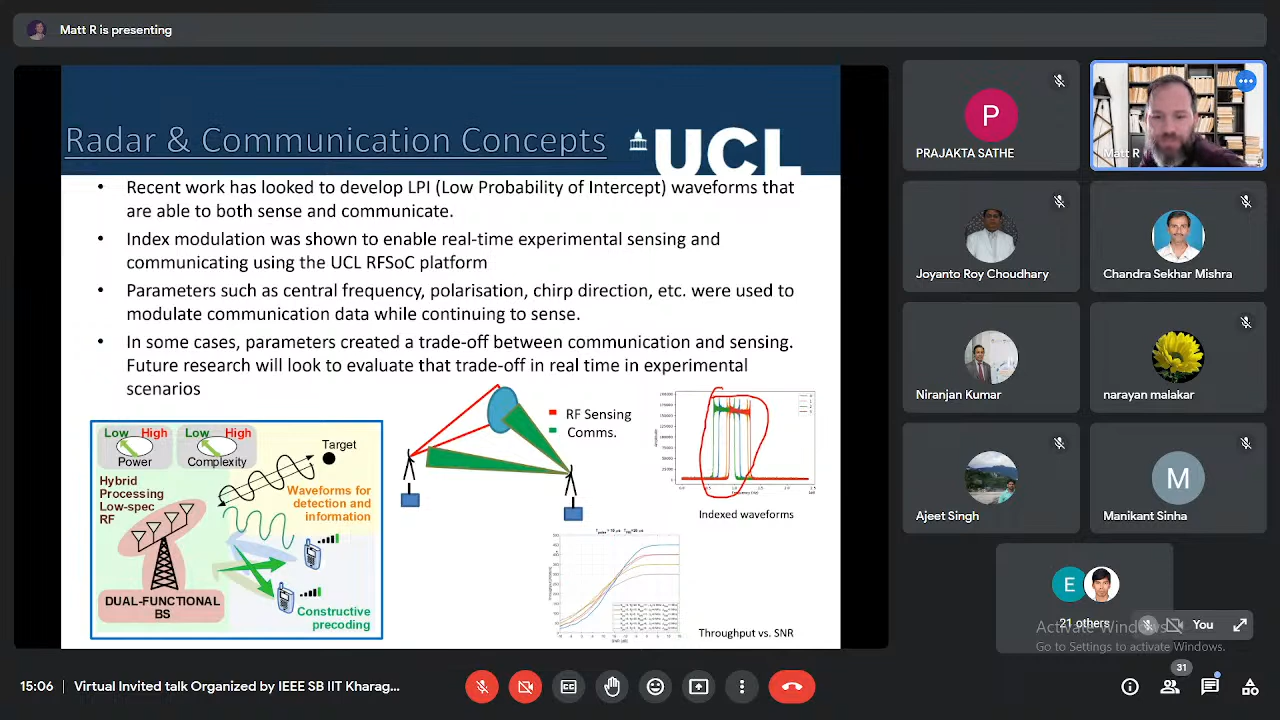 Matt R is presenting
Radar & Communication Concepts
UCL
• Recent work has looked to develop LPI (Low Probability of Intercept) waveforms that
are able to both sense and communicate.
• Index modulation was shown to enable real-time experimental sensing and
communicating using the UCL RFSoC platform
• Parameters such as central frequency, polarisation, chirp direction, etc. were used to
modulate communication data while continuing to sense.
• In some cases, parameters created a trade-off between communication and sensing.
Future research will look to evaluate that trade-off in real time in experimental
scenarios
Low High
Power
Low High
Complexity
Target
Hybrid
Processing
Low-spec
RF
Waveforms for
detection and
information
DUAL-FUNCTIONAL
BS
Constructive
precoding
RF Sensing
Comms.
Indexed waveforms
Throughput vs. SNR
P
PRAJAKTA SATHE
Matt R
Joyanto Roy Choudhary
Chandra Sekhar Mishra
Niranjan Kumar
narayan malakar
Ajeet Singh
M
Manikant Sinha
E
21 others
You
Activate Windows
Go to Settings to activate Windows.
15:06 | Virtual Invited talk Organized by IEEE SB IIT Kharag...
31